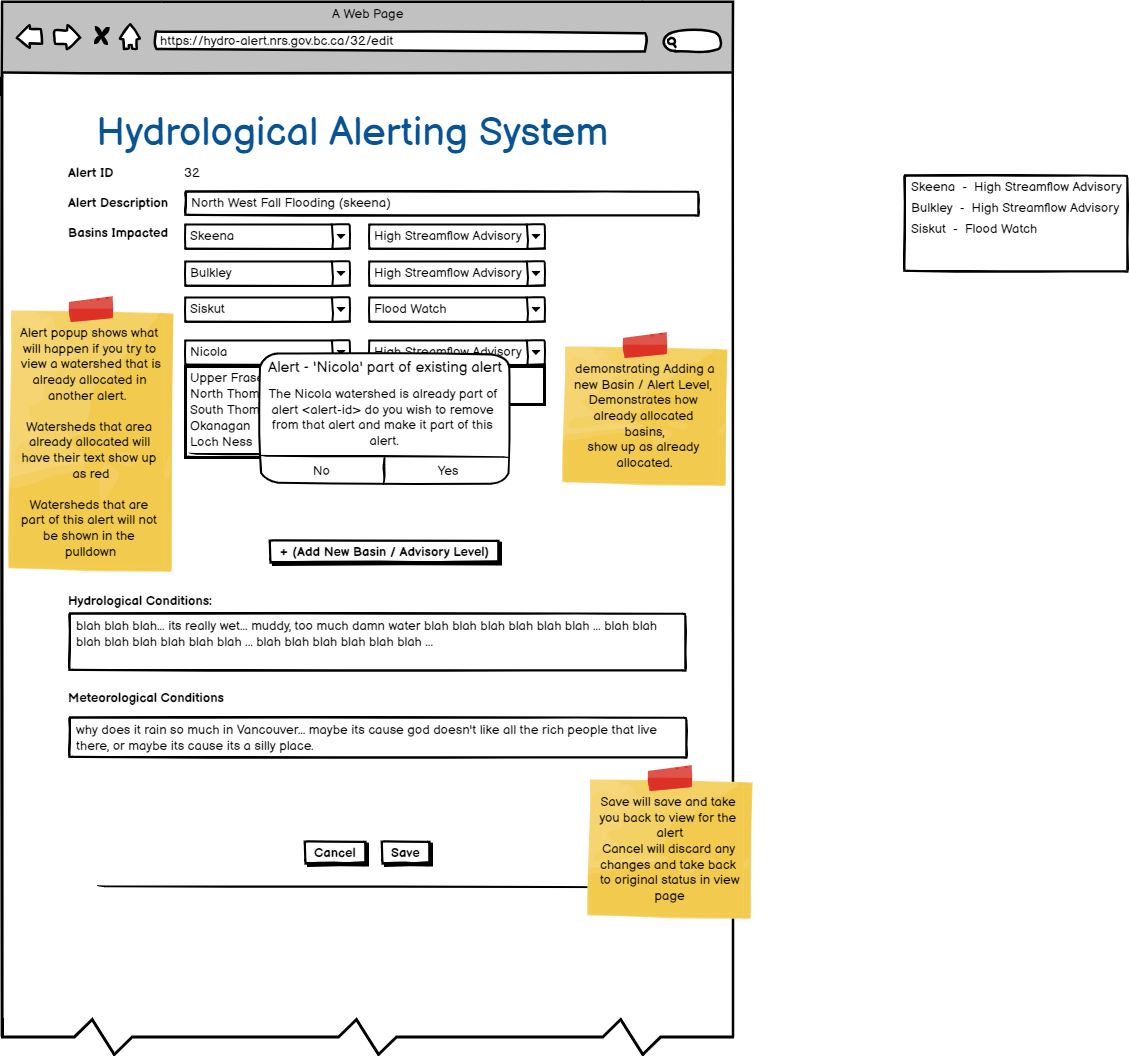 A Web Page
https://hydro-alert.nrs.gov.bc.ca/32/edit
Hydrological Alerting System
Alert ID
32
Alert Description
North West Fall Flooding (skeena)
Basins Impacted
Skeena
High Streamflow Advisory
Bulkley
High Streamflow Advisory
Siskut
Flood Watch
Nicola
High Streamflow Advisory
Upper Frase
North Thom
South Thom
Okanagan
Loch Ness
Alert - 'Nicola' part of existing alert
The Nicola watershed is already part of
alert <alert-id> do you wish to remove
from that alert and make it part of this
alert.
No
Yes
Alert popup shows what
will happen if you try to
view a watershed that is
already allocated in
another alert.
Watersheds that area
already allocated will
have their text show up
as red
Watersheds that are
part of this alert will not
be shown in the
pulldown
demonstrating Adding a
new Basin / Alert Level,
Demonstrates how
already allocated
basins,
show up as already
allocated.
+ (Add New Basin / Advisory Level)
Hydrological Conditions:
blah blah blah... its really wet... muddy, too much damn water blah blah blah blah blah blah ... blah blah
blah blah blah blah blah blah ... blah blah blah blah blah blah ...
Meteorological Conditions
why does it rain so much in Vancouver... maybe its cause god doesn't like all the rich people that live
there, or maybe its cause its a silly place.
Cancel
Save
Save will save and take
you back to view for the
alert
Cancel will discard any
changes and take back
to original status in view
page
Skeena - High Streamflow Advisory
Bulkley - High Streamflow Advisory
Siskut - Flood Watch